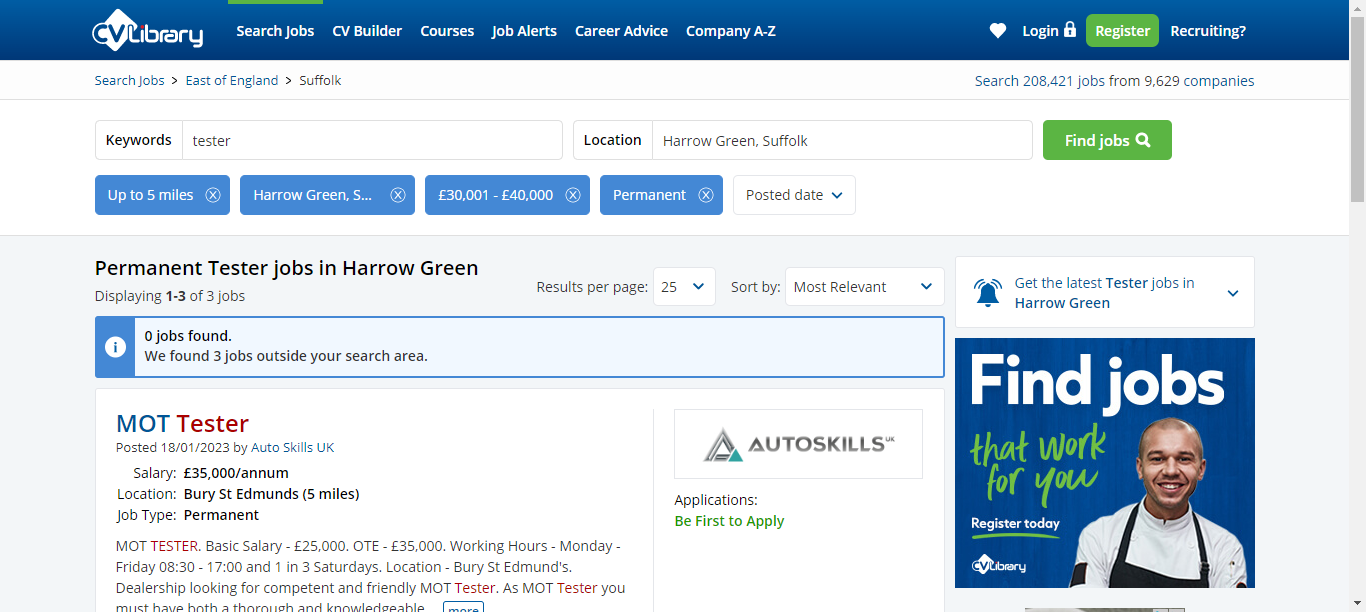 CVLibrary
Search Jobs
CV Builder
Courses
Job Alerts
Career Advice
Company A-Z
Login
Register
Recruiting?
Search Jobs > East of England > Suffolk
Search 208,421 jobs from 9,629 companies
Keywords
tester
Location
Harrow Green, Suffolk
Find jobs
Up to 5 miles
Harrow Green, S...
£30,001 - £40,000
Permanent
Posted date
Permanent Tester jobs in Harrow Green
Displaying 1-3 of 3 jobs
Results per page:
25
Sort by:
Most Relevant
0 jobs found.
We found 3 jobs outside your search area.
MOT Tester
Posted 18/01/2023 by Auto Skills UK
Salary: £35,000/annum
Location: Bury St Edmunds (5 miles)
Job Type: Permanent
MOT TESTER. Basic Salary - £25,000. OTE - £35,000. Working Hours - Monday -
Friday 08:30 - 17:00 and 1 in 3 Saturdays. Location - Bury St Edmund's.
Dealership looking for competent and friendly MOT Tester. As MOT Tester you
must have both a thorough and knowledgeable... more
AUTOSKILLS UK
Applications:
Be First to Apply
Get the latest Tester jobs in
Harrow Green
Find jobs
that work
for you
Register today
CVLibrary